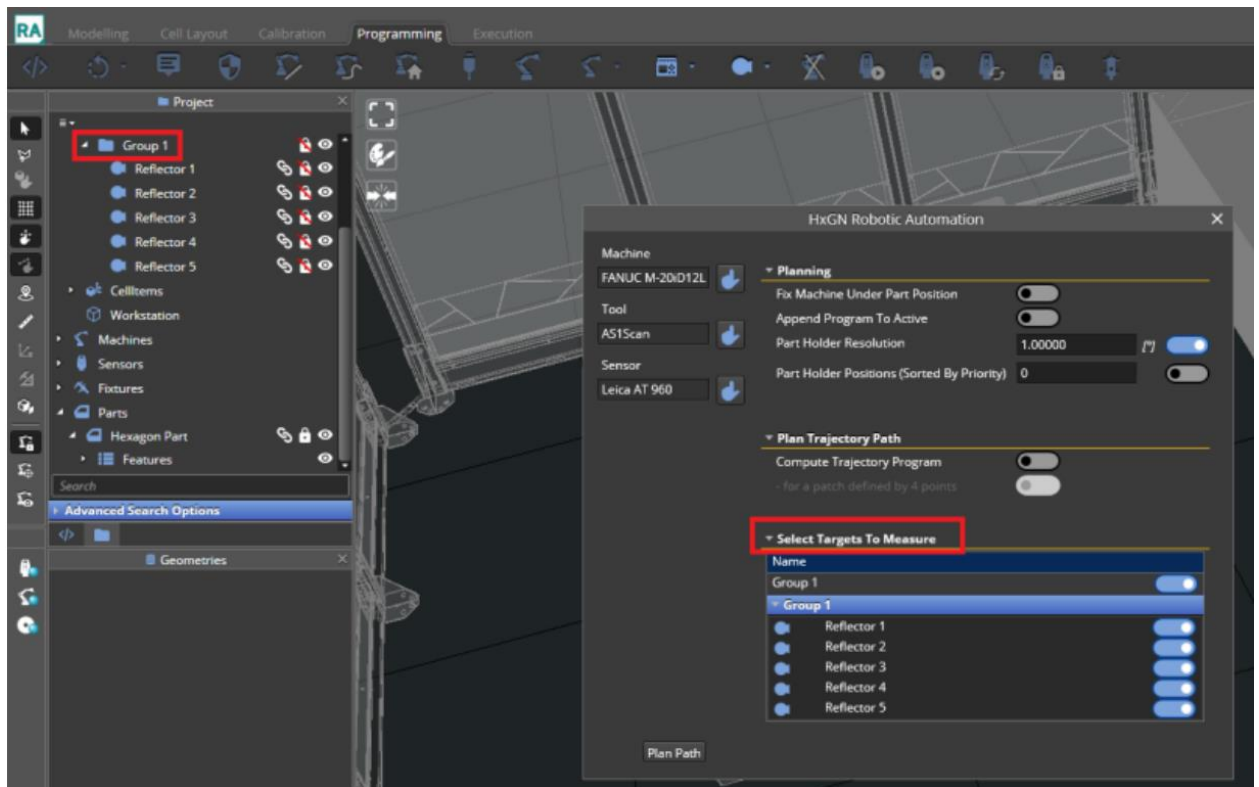 RA Modelling Cell Layout Calibration Programming Execution
Project
Group 1
Reflector 1
Reflector 2
Reflector 3
Reflector 4
Reflector 5
CellItems
Workstation
Machines
Sensors
Fixtures
Parts
Hexagon Part
Features
Search
Advanced Search Options
Geometries
HxGN Robotic Automation
Machine
FANUC M-20iD12L
Tool
AS1Scan
Sensor
Leica AT 960
Planning
Fix Machine Under Part Position
Append Program To Active
Part Holder Resolution 1.00000 [°]
Part Holder Positions (Sorted By Priority) 0
Plan Trajectory Path
Compute Trajectory Program
- for a patch defined by 4 points
Select Targets To Measure
Name
Group 1
Group 1
Reflector 1
Reflector 2
Reflector 3
Reflector 4
Reflector 5
Plan Path